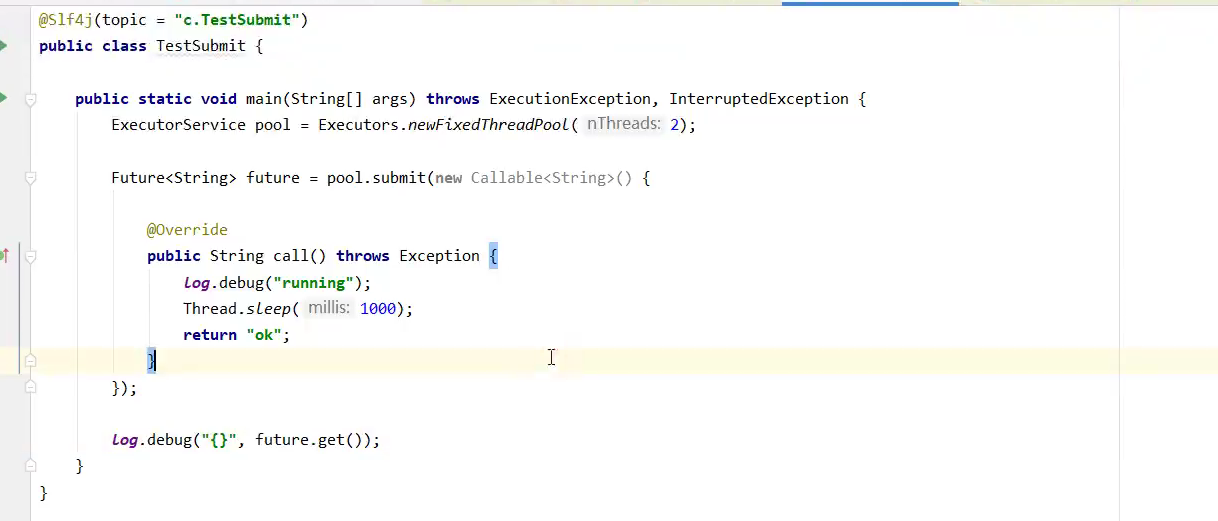 @Slf4j(topic = "c.TestSubmit")
public class TestSubmit {
public static void main(String[] args) throws ExecutionException, InterruptedException {
ExecutorService pool = Executors.newFixedThreadPool( nThreads: 2);
Future<String> future = pool.submit(new Callable<String>() {
@Override
public String call() throws Exception {
log.debug("running");
Thread.sleep( millis: 1000);
return "ok";
}
});
log.debug("{}", future.get());
}
}